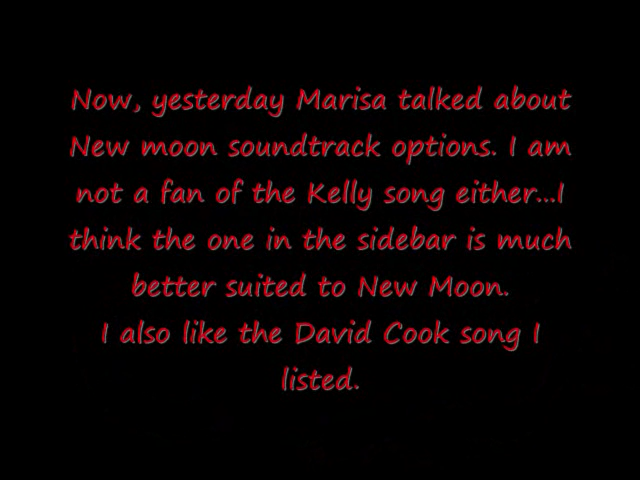 Now, yesterday Marisa talked about
New moon soundtrack options. I am
not a fan of the Kelly song either...I
think the one in the sidebar is much
better suited to New Moon.
I also like the David Cook song I
listed.